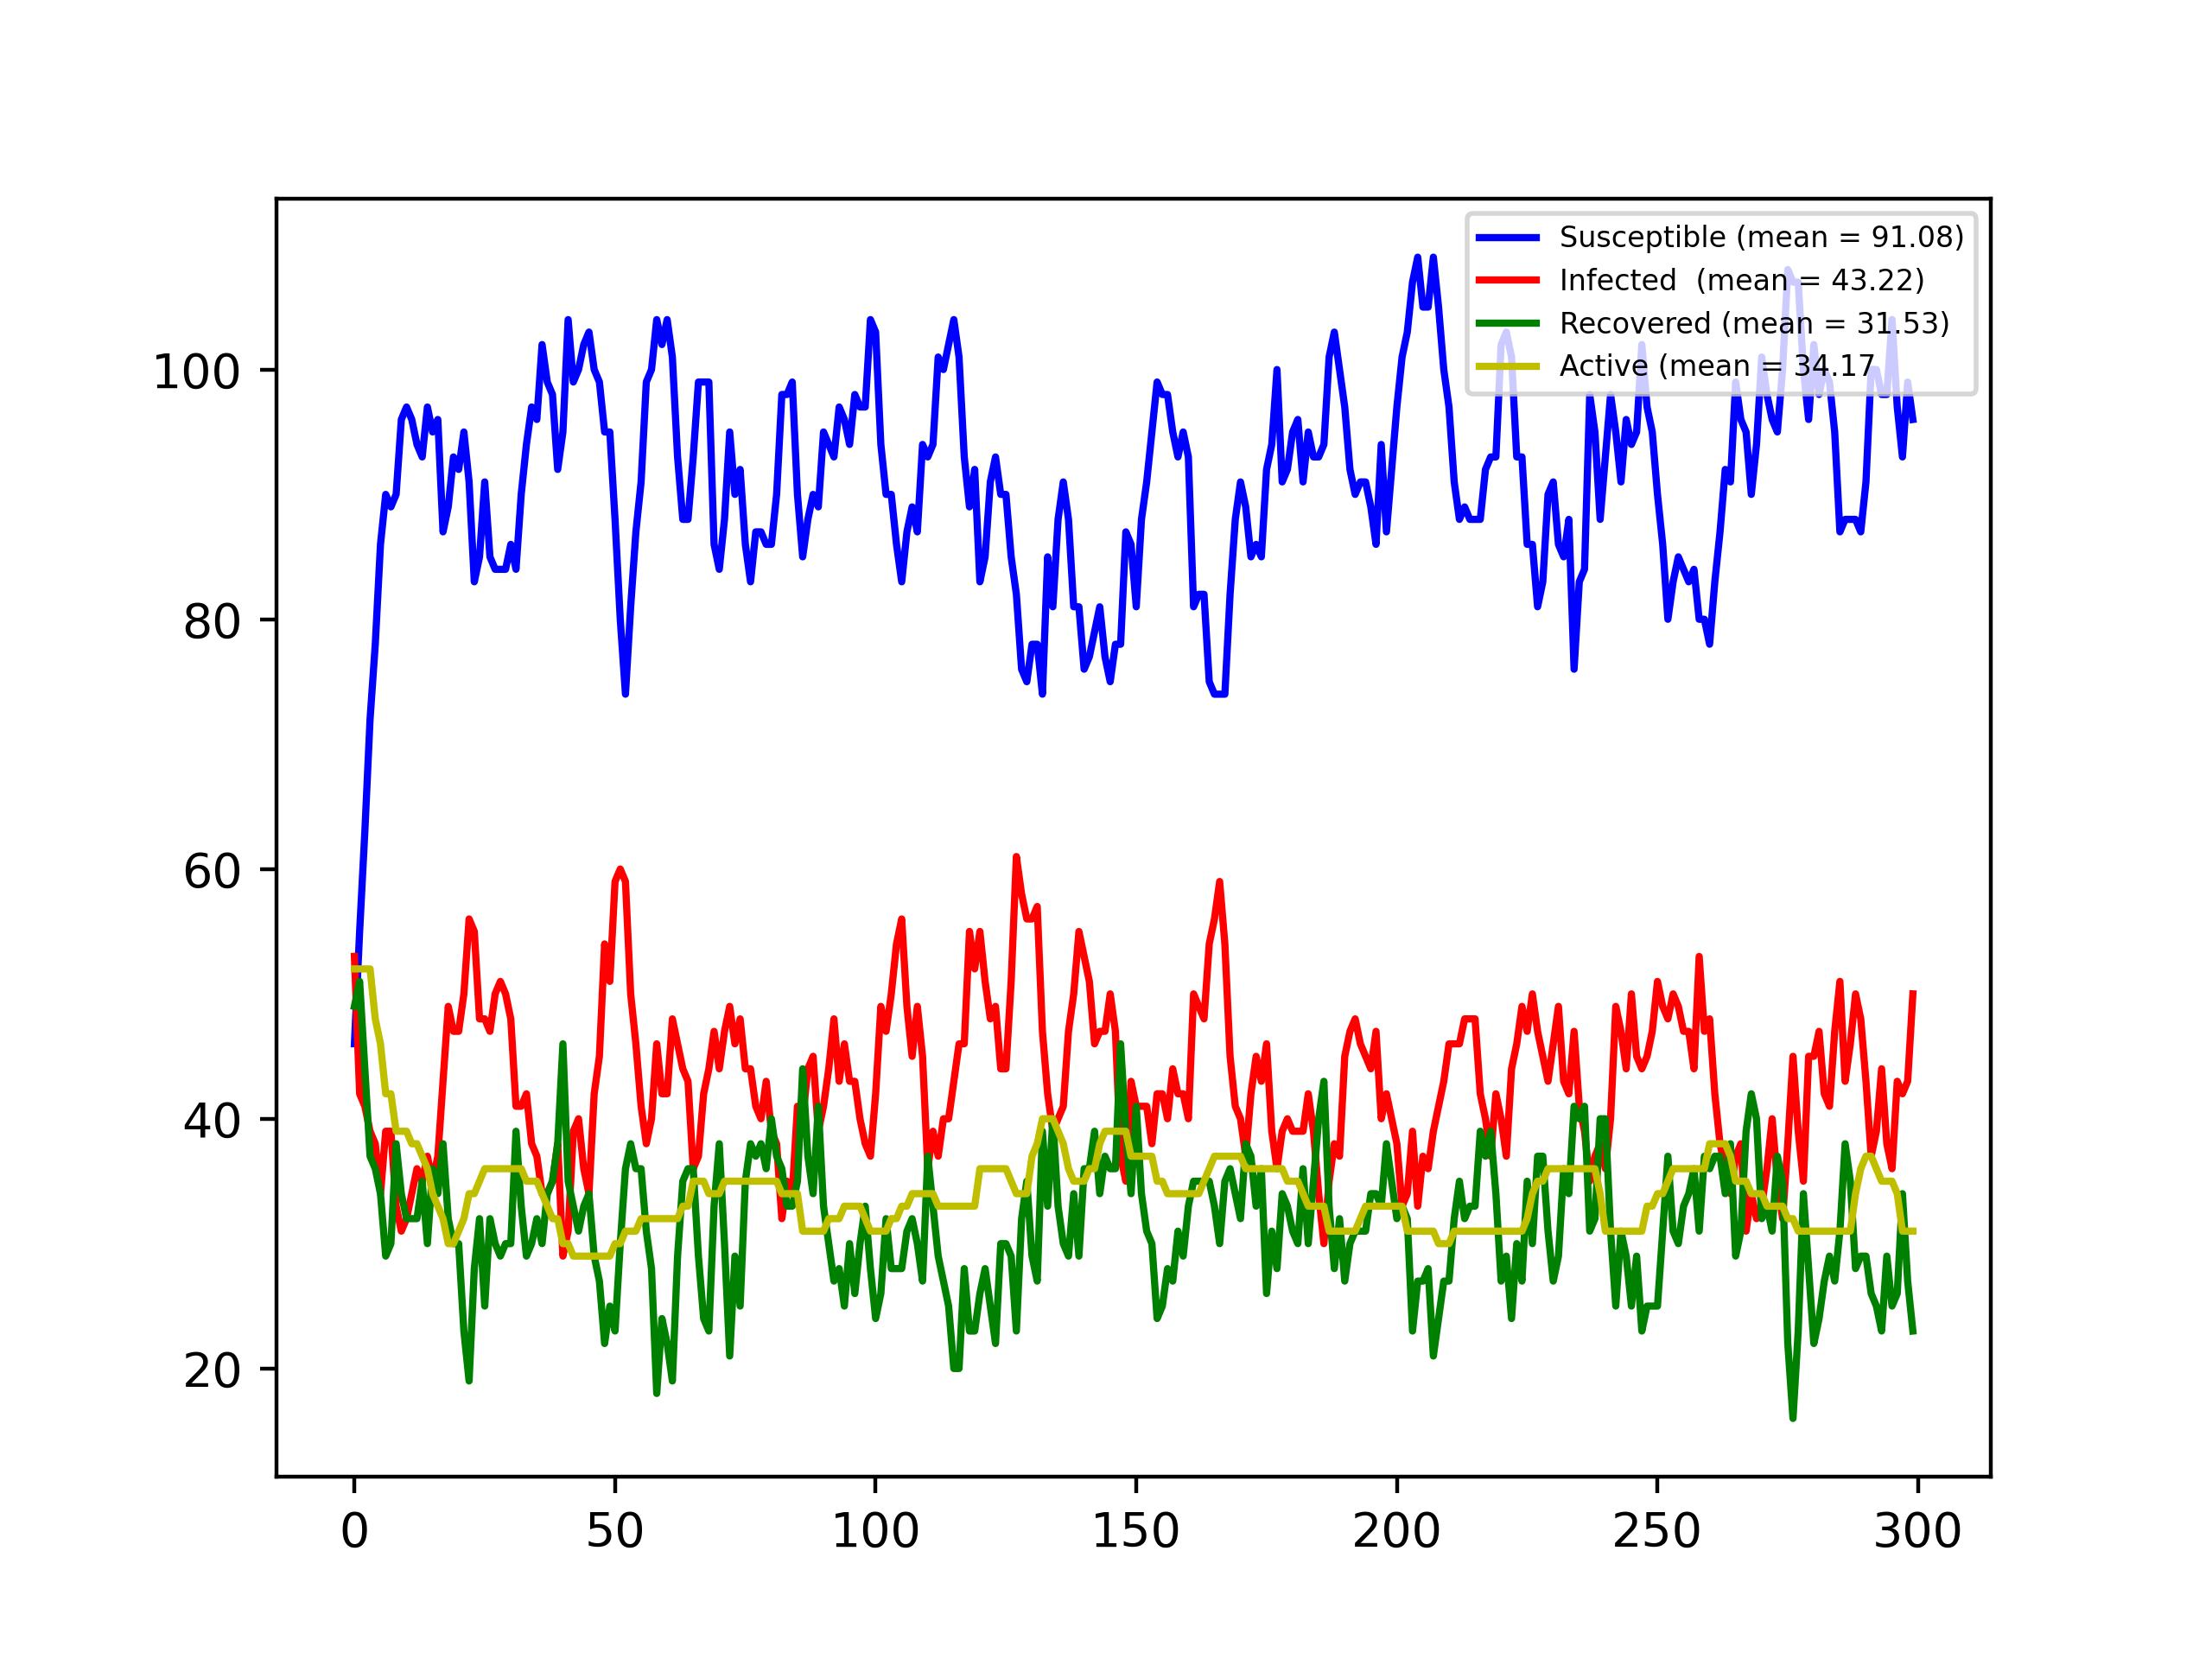 Susceptible (mean = 91.08)
Infected  (mean = 43.22)
Recovered (mean = 31.53)
Active (mean = 34.17
100
80
60
40
20
0 50 100 150 200 250 300